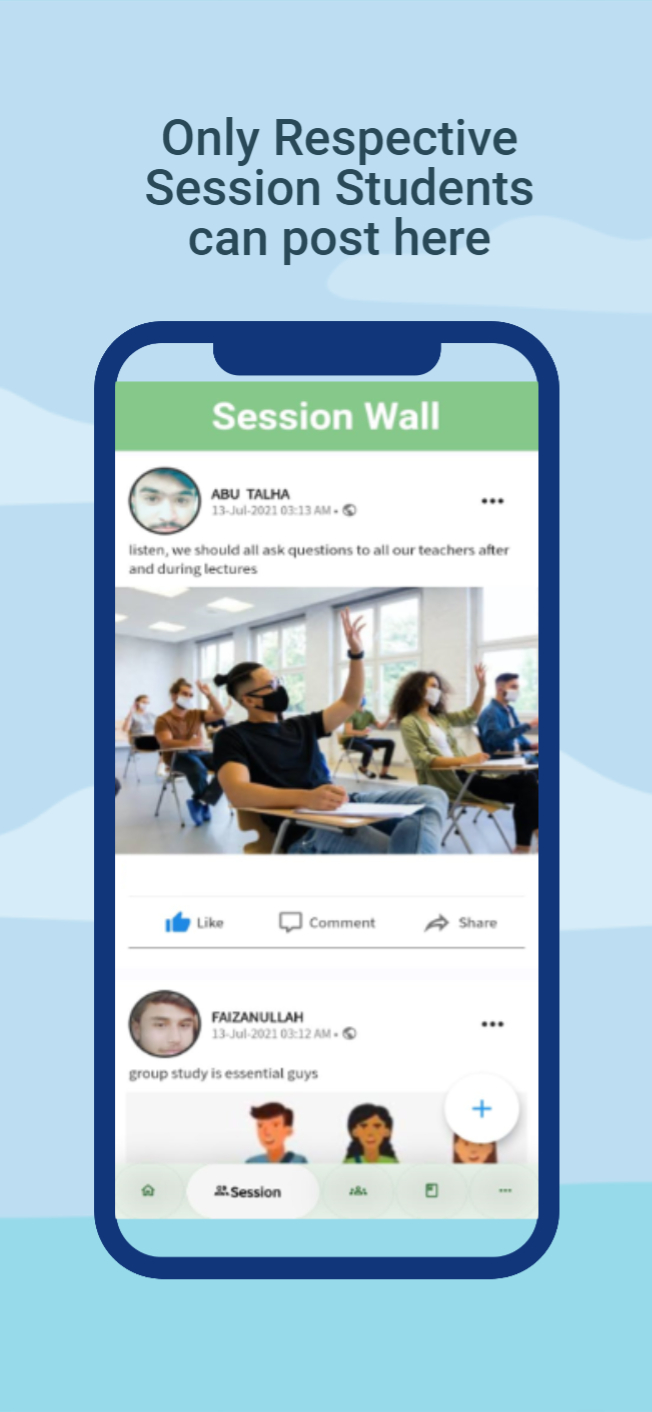 Only Respective
Session Students
can post here
Session Wall
ABU TALHA
13-Jul-2021 03:13 AM •
listen, we should all ask questions to all our teachers after
and during lectures
Like Comment Share
FAIZANULLAH
13-Jul-2021 03:12 AM •
group study is essential guys
Session